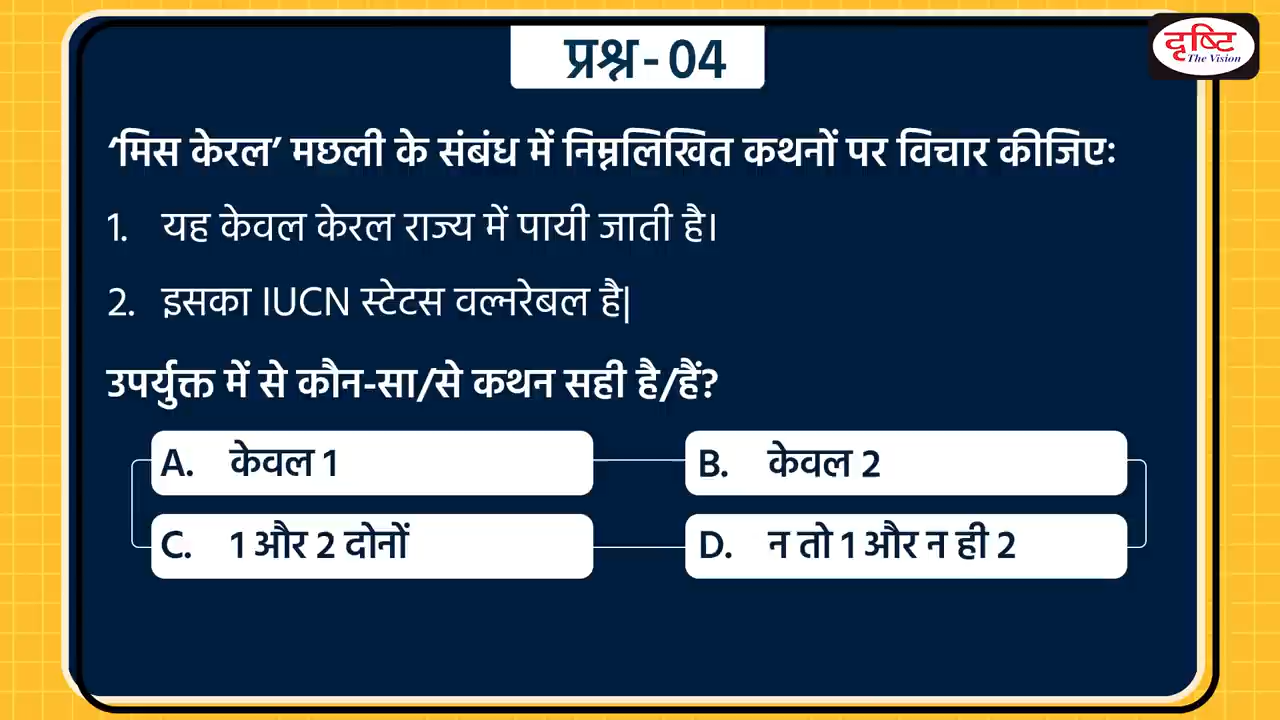 प्रश्न - 04
दृष्टि
The Vision
‘मिस केरल’ मछली के संबंध में निम्नलिखित कथनों पर विचार कीजिएः
1. यह केवल केरल राज्य में पायी जाती है।
2. इसका IUCN स्टेटस वल्नरेबल है|
उपर्युक्त में से कौन-सा/से कथन सही है/हैं?
A. केवल 1
B. केवल 2
C. 1 और 2 दोनों
D. न तो 1 और न ही 2